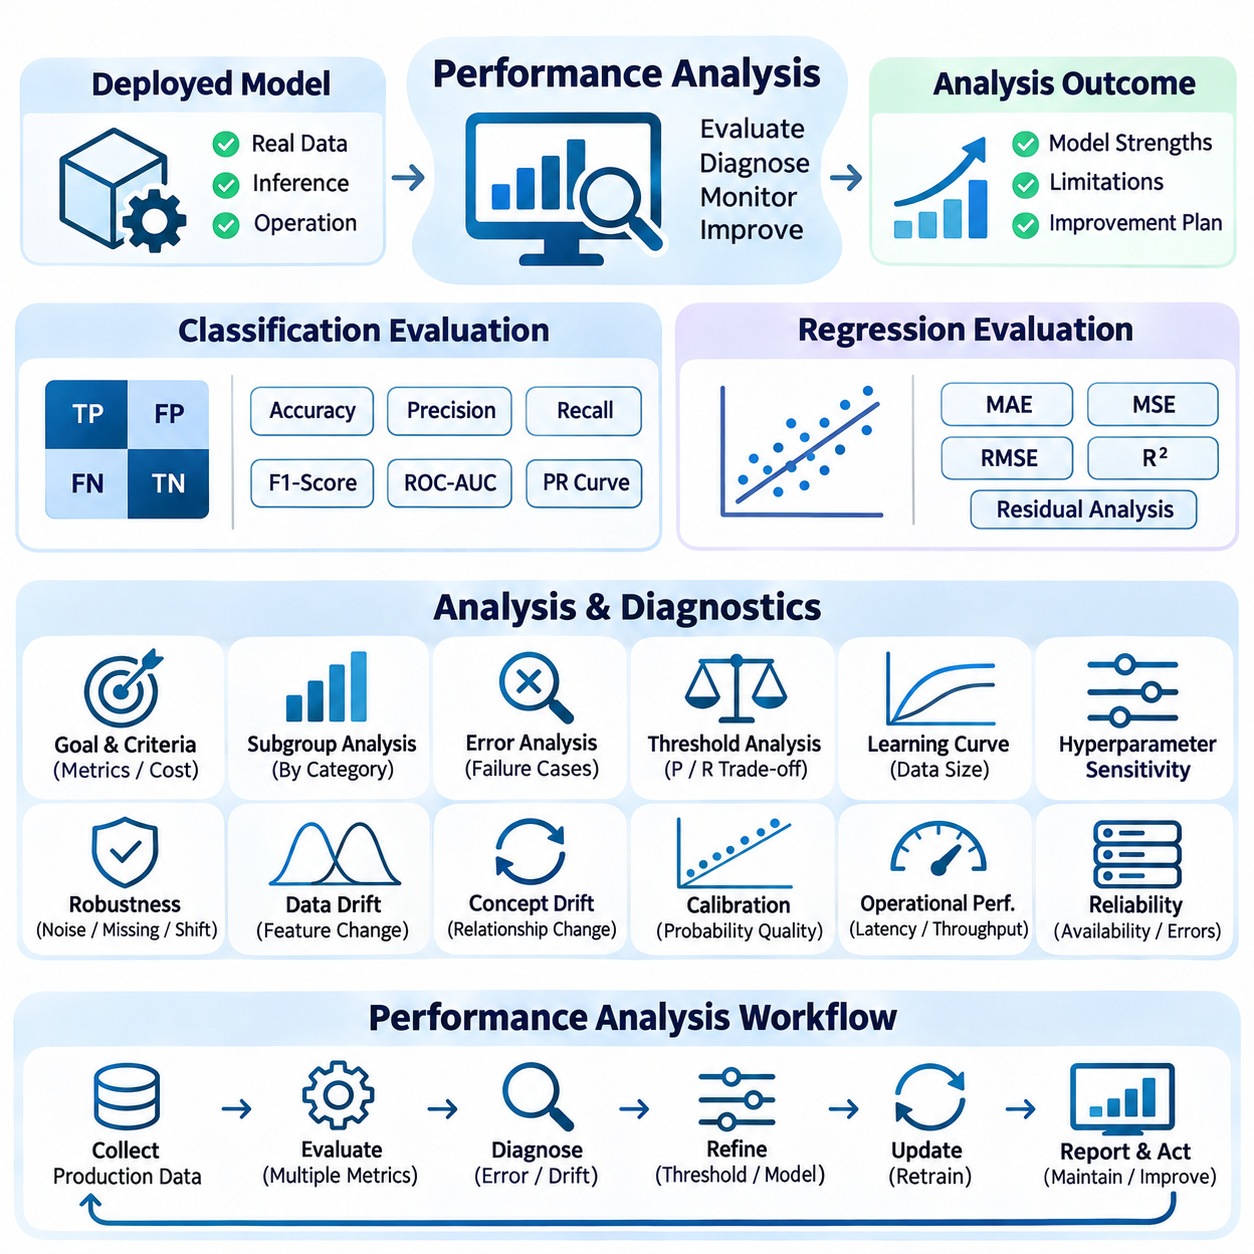 Deployed Model
Real Data
Inference
Operation
Performance Analysis
Evaluate
Diagnose
Monitor
Improve
Analysis Outcome
Model Strengths
Limitations
Improvement Plan
Classification Evaluation
TP FP
FN TN
Accuracy Precision Recall
F1-Score ROC-AUC PR Curve
Regression Evaluation
MAE MSE
RMSE R²
Residual Analysis
Analysis & Diagnostics
Goal & Criteria
(Metrics / Cost)
Subgroup Analysis
(By Category)
Error Analysis
(Failure Cases)
Threshold Analysis
(P / R Trade-off)
Learning Curve
(Data Size)
Hyperparameter
Sensitivity
Robustness
(Noise / Missing / Shift)
Data Drift
(Feature Change)
Concept Drift
(Relationship Change)
Calibration
(Probability Quality)
Operational Perf.
(Latency / Throughput)
Reliability
(Availability / Errors)
Performance Analysis Workflow
Collect
Production Data
Evaluate
(Multiple Metrics)
Diagnose
(Error / Drift)
Refine
(Threshold / Model)
Update
(Retrain)
Report & Act
(Maintain / Improve)